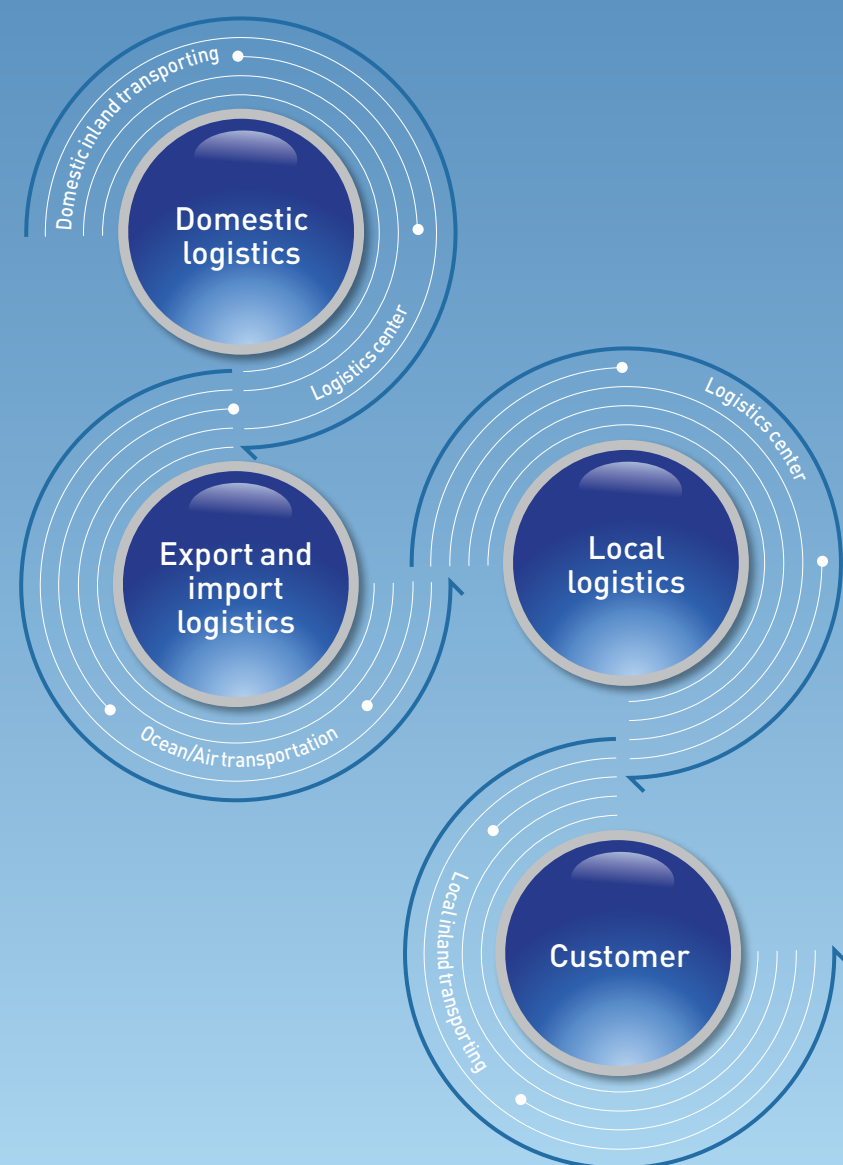 Domestic inland transporting
Domestic
logistics
Logistics center
Export and
import
logistics
Ocean/Air transportation
Logistics center
Local
logistics
Local inland transporting
Customer